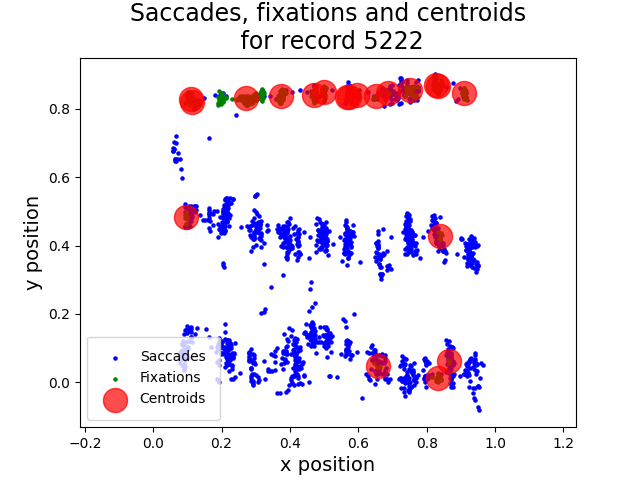 Saccades, fixations and centroids
for record 5222
y position
0.8
0.6
0.4
0.2
0.0
Saccades
Fixations
Centroids
−0.2
0.0
0.2
0.4
0.6
0.8
1.0
1.2
x position